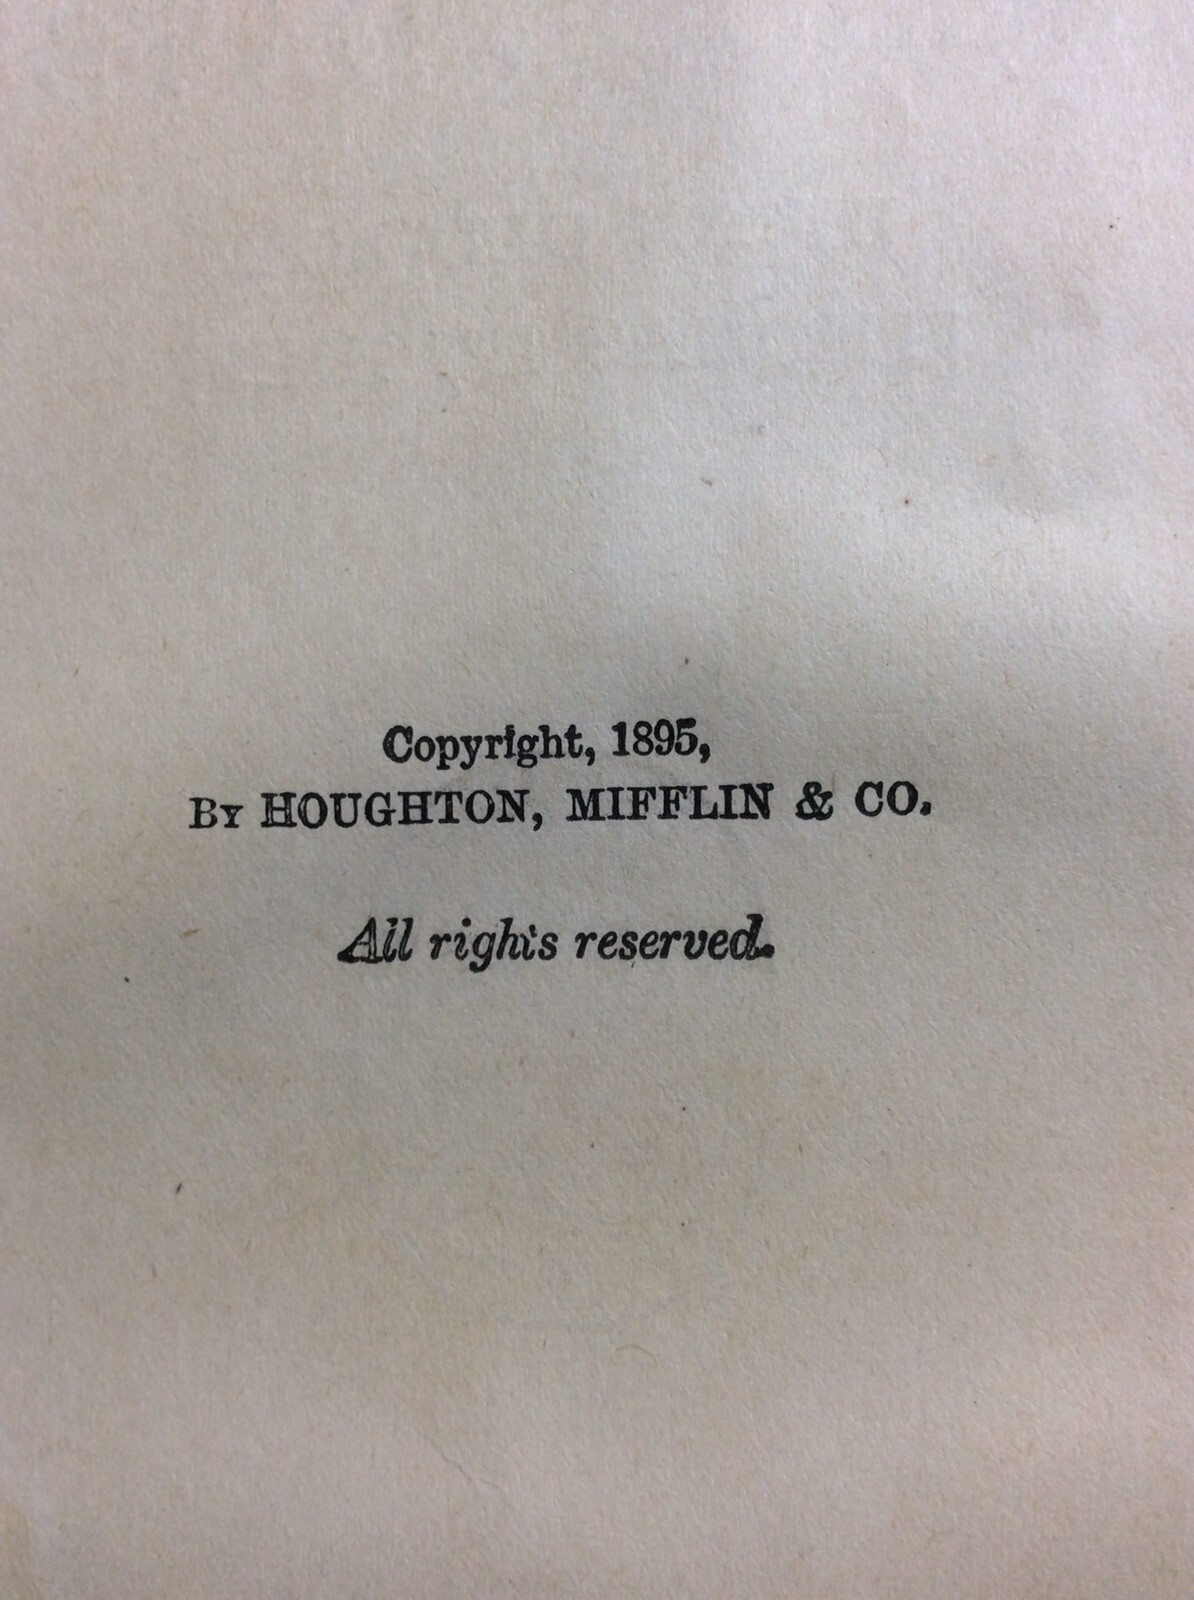 Copyright, 1895,
By HOUGHTON, MIFFLIN & CO.
All rights reserved.